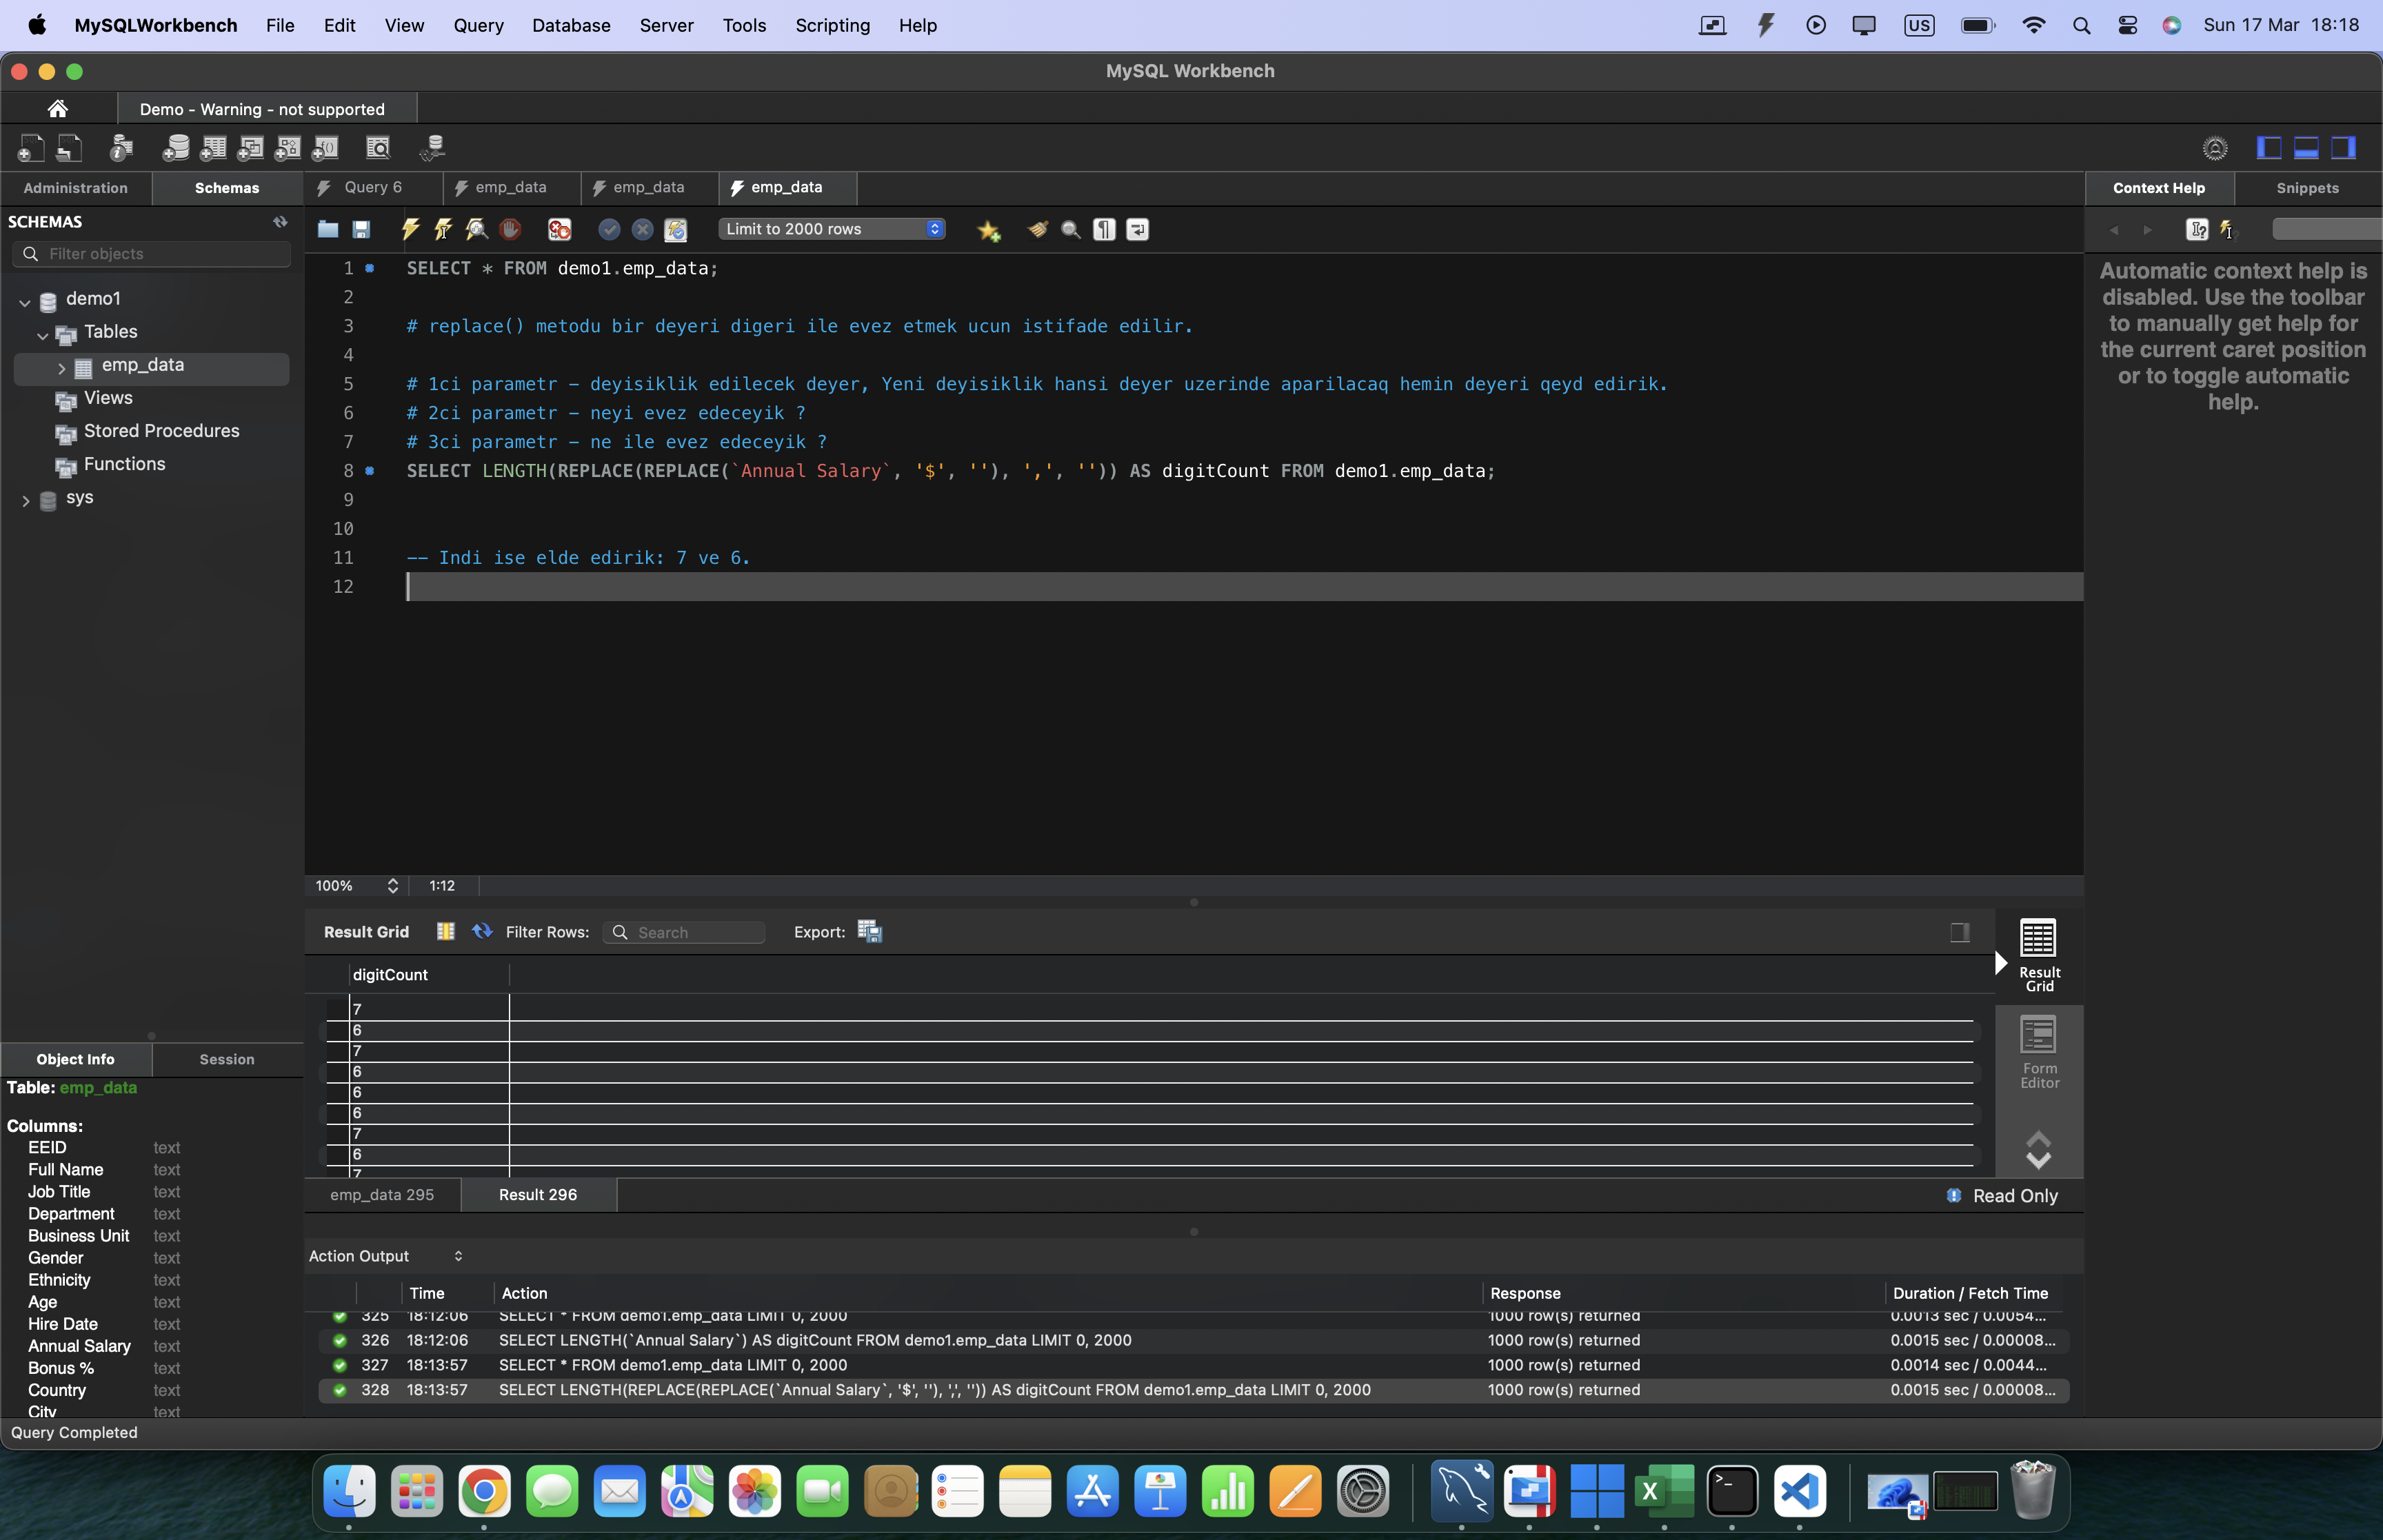 MySQLWorkbench File Edit View Query Database Server Tools Scripting Help US Sun 17 Mar 18:18
MySQL Workbench
Demo - Warning - not supported
Administration Schemas Query 6 emp_data emp_data emp_data Context Help Snippets
SCHEMAS
Limit to 2000 rows
Filter objects
demo1
Tables
emp_data
Views
Stored Procedures
Functions
sys
1 SELECT * FROM demo1.emp_data;
2
3 # replace() metodu bir deyeri digeri ile evez etmek ucun istifade edilir.
4
5 # 1ci parametr – deyisiklik edilecek deyer, Yeni deyisiklik hansi deyer uzerinde aparilacaq hemin deyeri qeyd edirik.
6 # 2ci parametr – neyi evez edeceyik ?
7 # 3ci parametr – ne ile evez edeceyik ?
8 SELECT LENGTH(REPLACE(REPLACE(`Annual Salary`, '$', ''), ',', '')) AS digitCount FROM demo1.emp_data;
9
10
11 -- Indi ise elde edirik: 7 ve 6.
12
Automatic context help is
disabled. Use the toolbar
to manually get help for
the current caret position
or to toggle automatic
help.
100% 1:12
Result Grid Filter Rows: Search Export:
digitCount
7
6
7
6
6
6
7
6
7
Result
Grid
Form
Editor
emp_data 295 Result 296 Read Only
Object Info Session
Table: emp_data
Columns:
EEID text
Full Name text
Job Title text
Department text
Business Unit text
Gender text
Ethnicity text
Age text
Hire Date text
Annual Salary text
Bonus % text
Country text
City text
Action Output
Time Action Response Duration / Fetch Time
325 18:12:06 SELECT * FROM demo1.emp_data LIMIT 0, 2000 1000 row(s) returned 0.0013 sec / 0.0054...
326 18:12:06 SELECT LENGTH(`Annual Salary`) AS digitCount FROM demo1.emp_data LIMIT 0, 2000 1000 row(s) returned 0.0015 sec / 0.00008...
327 18:13:57 SELECT * FROM demo1.emp_data LIMIT 0, 2000 1000 row(s) returned 0.0014 sec / 0.0044...
328 18:13:57 SELECT LENGTH(REPLACE(REPLACE(`Annual Salary`, '$', ''), ',', '')) AS digitCount FROM demo1.emp_data LIMIT 0, 2000 1000 row(s) returned 0.0015 sec / 0.00008...
Query Completed